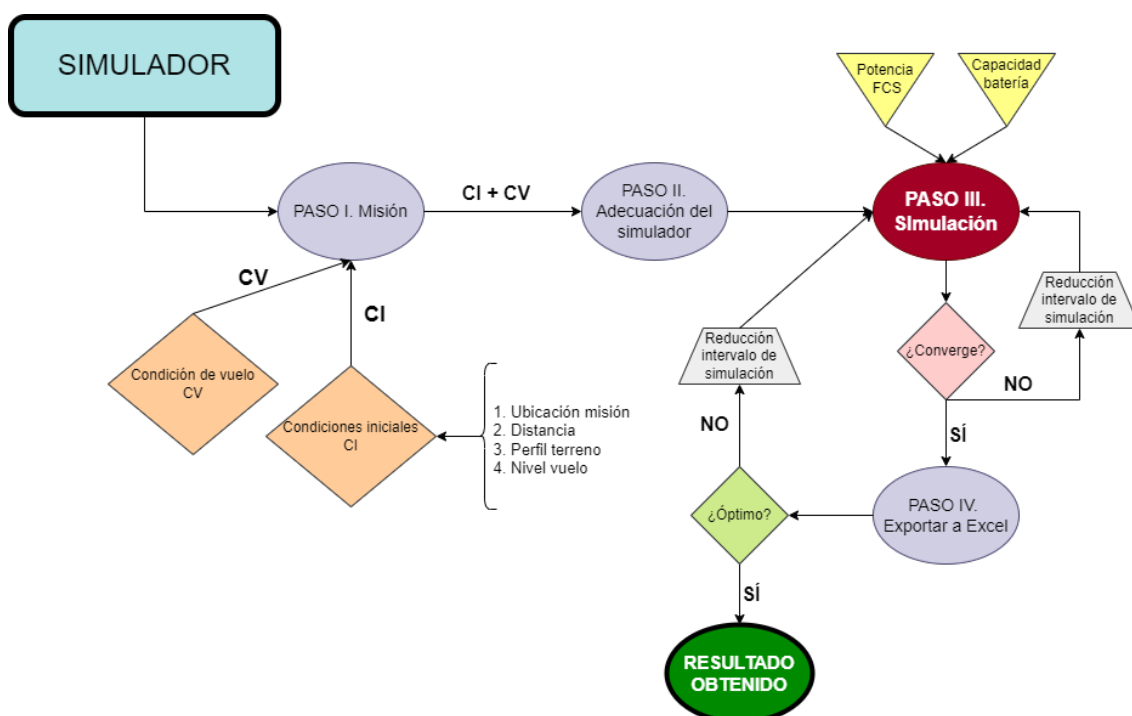 SIMULADOR
Potencia
FCS
Capacidad
batería
PASO I. Misión
CI + CV
PASO II.
Adecuación del
simulador
PASO III.
SImulación
CV
CI
Reducción
intervalo de
simulación
Reducción
intervalo de
simulación
¿Converge?
NO
Condición de vuelo
CV
Condiciones iniciales
CI
1. Ubicación misión
2. Distancia
3. Perfil terreno
4. Nivel vuelo
NO
SÍ
¿Óptimo?
PASO IV.
Exportar a Excel
SÍ
RESULTADO
OBTENIDO